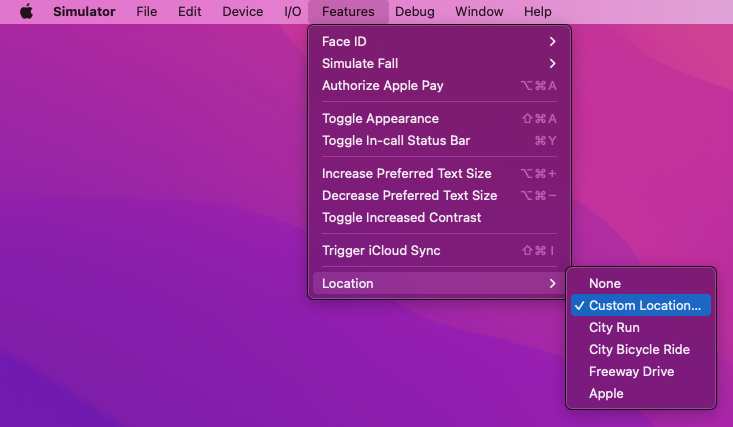 Simulator File Edit Device I/O Features Debug Window Help
Face ID
Simulate Fall
Authorize Apple Pay ⌥⌘A
Toggle Appearance ⇧⌘A
Toggle In-call Status Bar ⌘Y
Increase Preferred Text Size ⌥⌘+
Decrease Preferred Text Size ⌥⌘−
Toggle Increased Contrast
Trigger iCloud Sync ⇧⌘I
Location
None
✓ Custom Location...
City Run
City Bicycle Ride
Freeway Drive
Apple